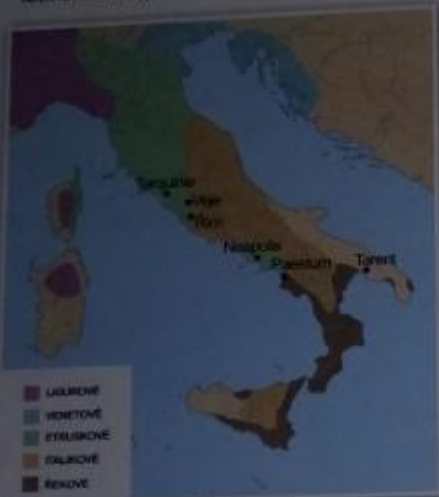 Tarquinie
Veje
Řím
Neapolis
Paestum
Tarent
LIGUROVÉ
VENETOVÉ
ETRUSKOVÉ
ITALIKOVÉ
ŘEKOVÉ